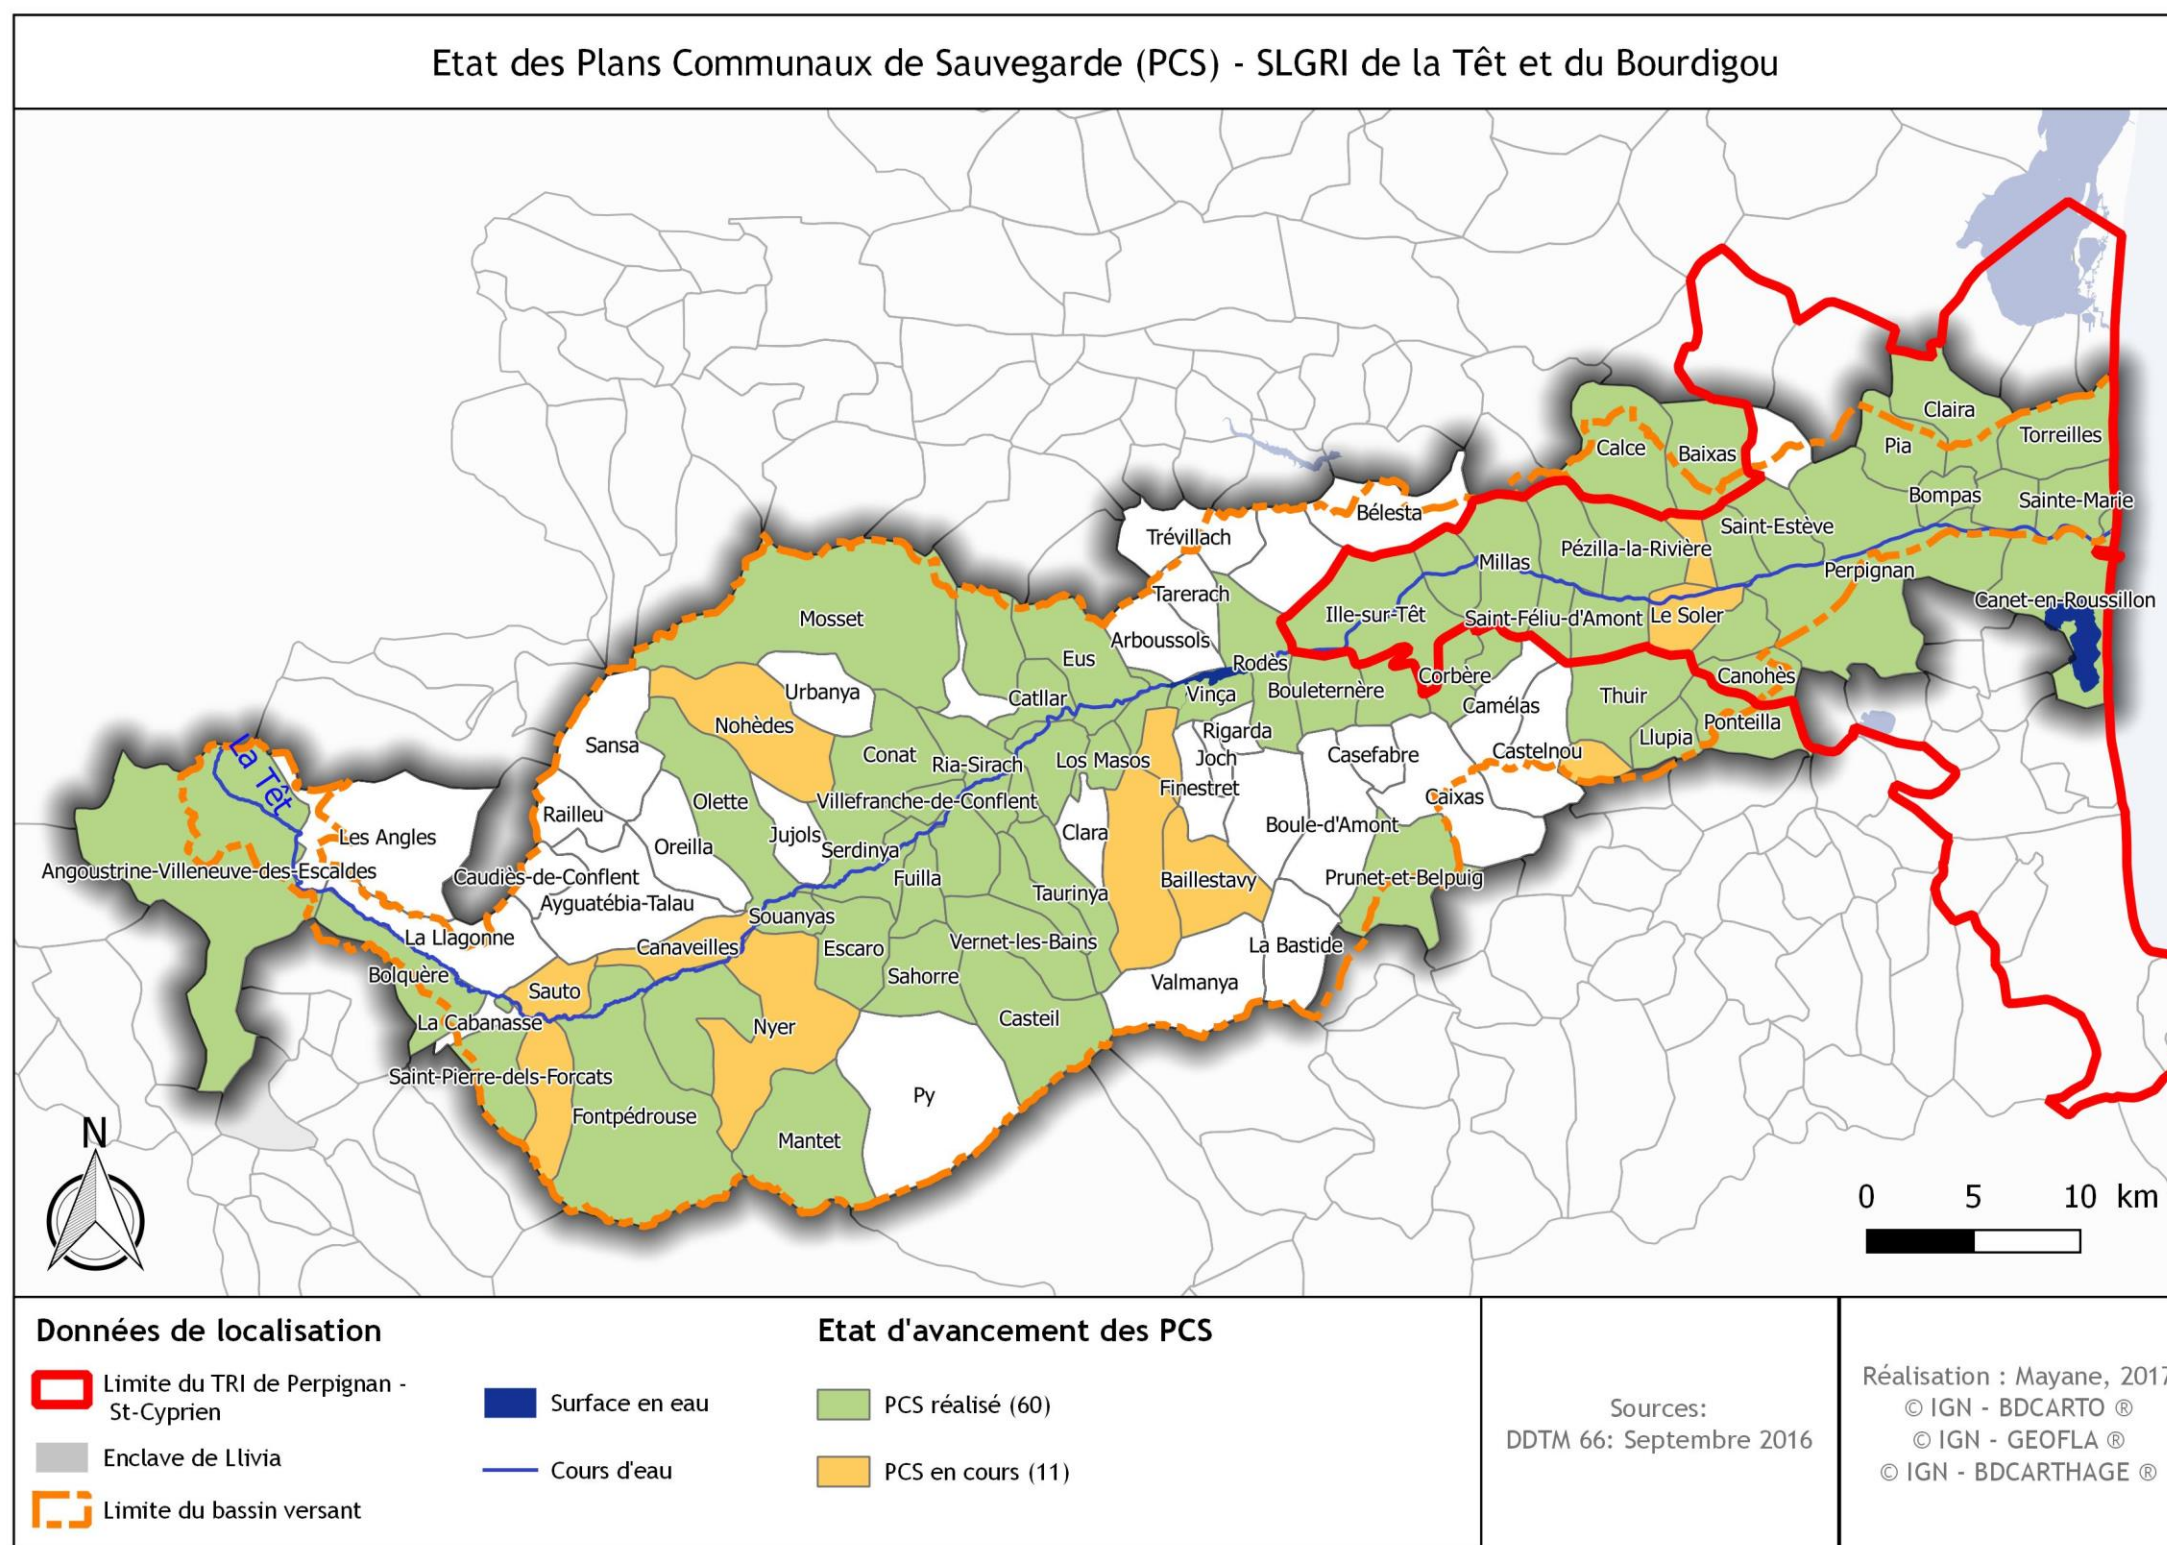 Etat des Plans Communaux de Sauvegarde (PCS) - SLGRI de la Têt et du Bourdigou
Claira
Torreilles
Pia
Calce
Baixas
Bompas
Sainte-Marie
Bélesta
Saint-Estève
Trévillach
Pézilla-la-Rivière
Millas
Perpignan
Tarerach
Canet-en-Roussillon
Ille-sur-Têt
Saint-Féliu-d'Amont
Le Soler
Mosset
Arboussols
Eus
Rodès
Corbère
Canohès
Urbanya
Catllar
Vinça
Bouleternère
Thuir
Camélas
Nohèdes
Rigarda
Ponteilla
Llupia
Sansa
Conat
Ria-Sirach
Los Masos
Joch
Casefabre
Castelnou
La Têt
Finestret
Olette
Villefranche-de-Conflent
Caixas
Railleu
Les Angles
Jujols
Clara
Boule-d'Amont
Oreilla
Serdinya
Angoustrine-Villeneuve-des-Escaldes
Caudiès-de-Conflent
Fuilla
Taurinya
Baillestavy
Prunet-et-Belpuig
Ayguatébia-Talau
Souanyas
La Llagonne
Canaveilles
Escaro
Vernet-les-Bains
La Bastide
Bolquère
Sahorre
Valmanya
Sauto
La Cabanasse
Nyer
Casteil
Saint-Pierre-dels-Forcats
Py
Fontpédrouse
Mantet
N
0 5 10 km
Données de localisation
Limite du TRI de Perpignan -
St-Cyprien
Enclave de Llivia
Limite du bassin versant
Surface en eau
Cours d'eau
Etat d'avancement des PCS
PCS réalisé (60)
PCS en cours (11)
Sources:
DDTM 66: Septembre 2016
Réalisation : Mayane, 2017
© IGN - BDCARTO ®
© IGN - GEOFLA ®
© IGN - BDCARTHAGE ®